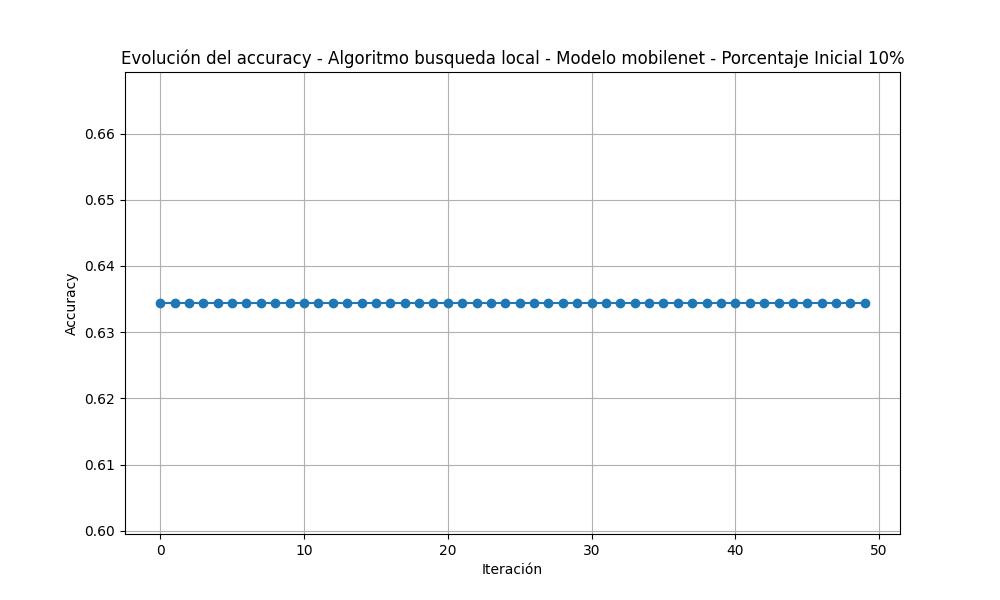 Evolución del accuracy - Algoritmo busqueda local - Modelo mobilenet - Porcentaje Inicial 10%
0.66
0.65
0.64
0.63
0.62
0.61
0.60
Accuracy
0 10 20 30 40 50
Iteración